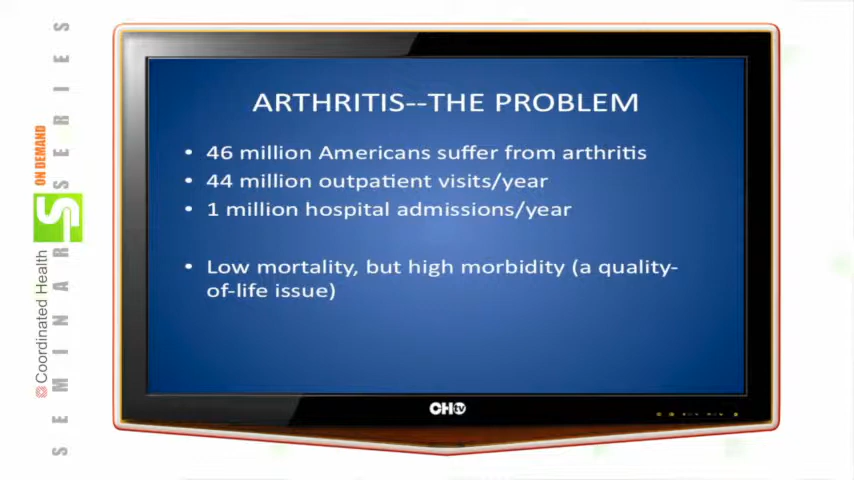 ARTHRITIS--THE PROBLEM
• 46 million Americans suffer from arthritis
• 44 million outpatient visits/year
• 1 million hospital admissions/year
• Low mortality, but high morbidity (a quality-
of-life issue)
CHtv
Coordinated Health
SEMINAR SERIES
ON DEMAND